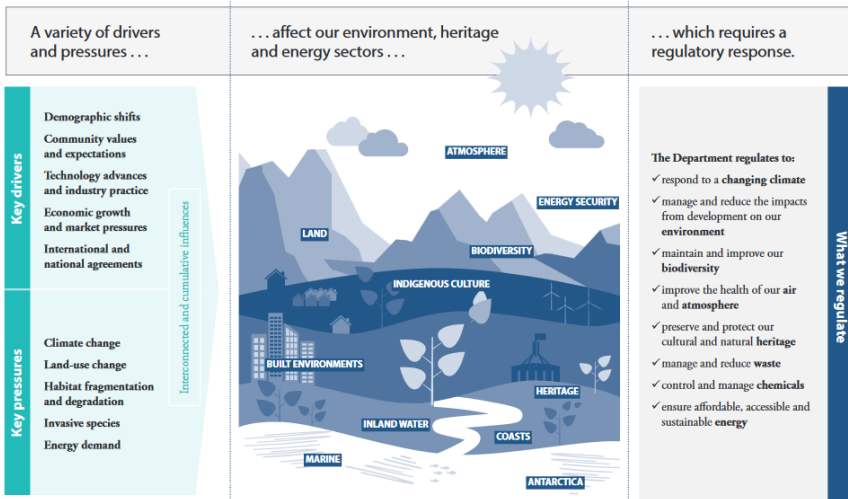 A variety of drivers
and pressures . . .
. . . affect our environment, heritage
and energy sectors . . .
. . . which requires a
regulatory response.
Key drivers
Demographic shifts
Community values
and expectations
Technology advances
and industry practice
Economic growth
and market pressures
International and
national agreements
Key pressures
Climate change
Land-use change
Habitat fragmentation
and degradation
Invasive species
Energy demand
Interconnected and cumulative influences
ATMOSPHERE
ENERGY SECURITY
LAND
BIODIVERSITY
INDIGENOUS CULTURE
BUILT ENVIRONMENTS
HERITAGE
INLAND WATER
COASTS
MARINE
ANTARCTICA
The Department regulates to:
✓ respond to a changing climate
✓ manage and reduce the impacts
from development on our
environment
✓ maintain and improve our
biodiversity
✓ improve the health of our air
and atmosphere
✓ preserve and protect our
cultural and natural heritage
✓ manage and reduce waste
✓ control and manage chemicals
✓ ensure affordable, accessible and
sustainable energy
What we regulate